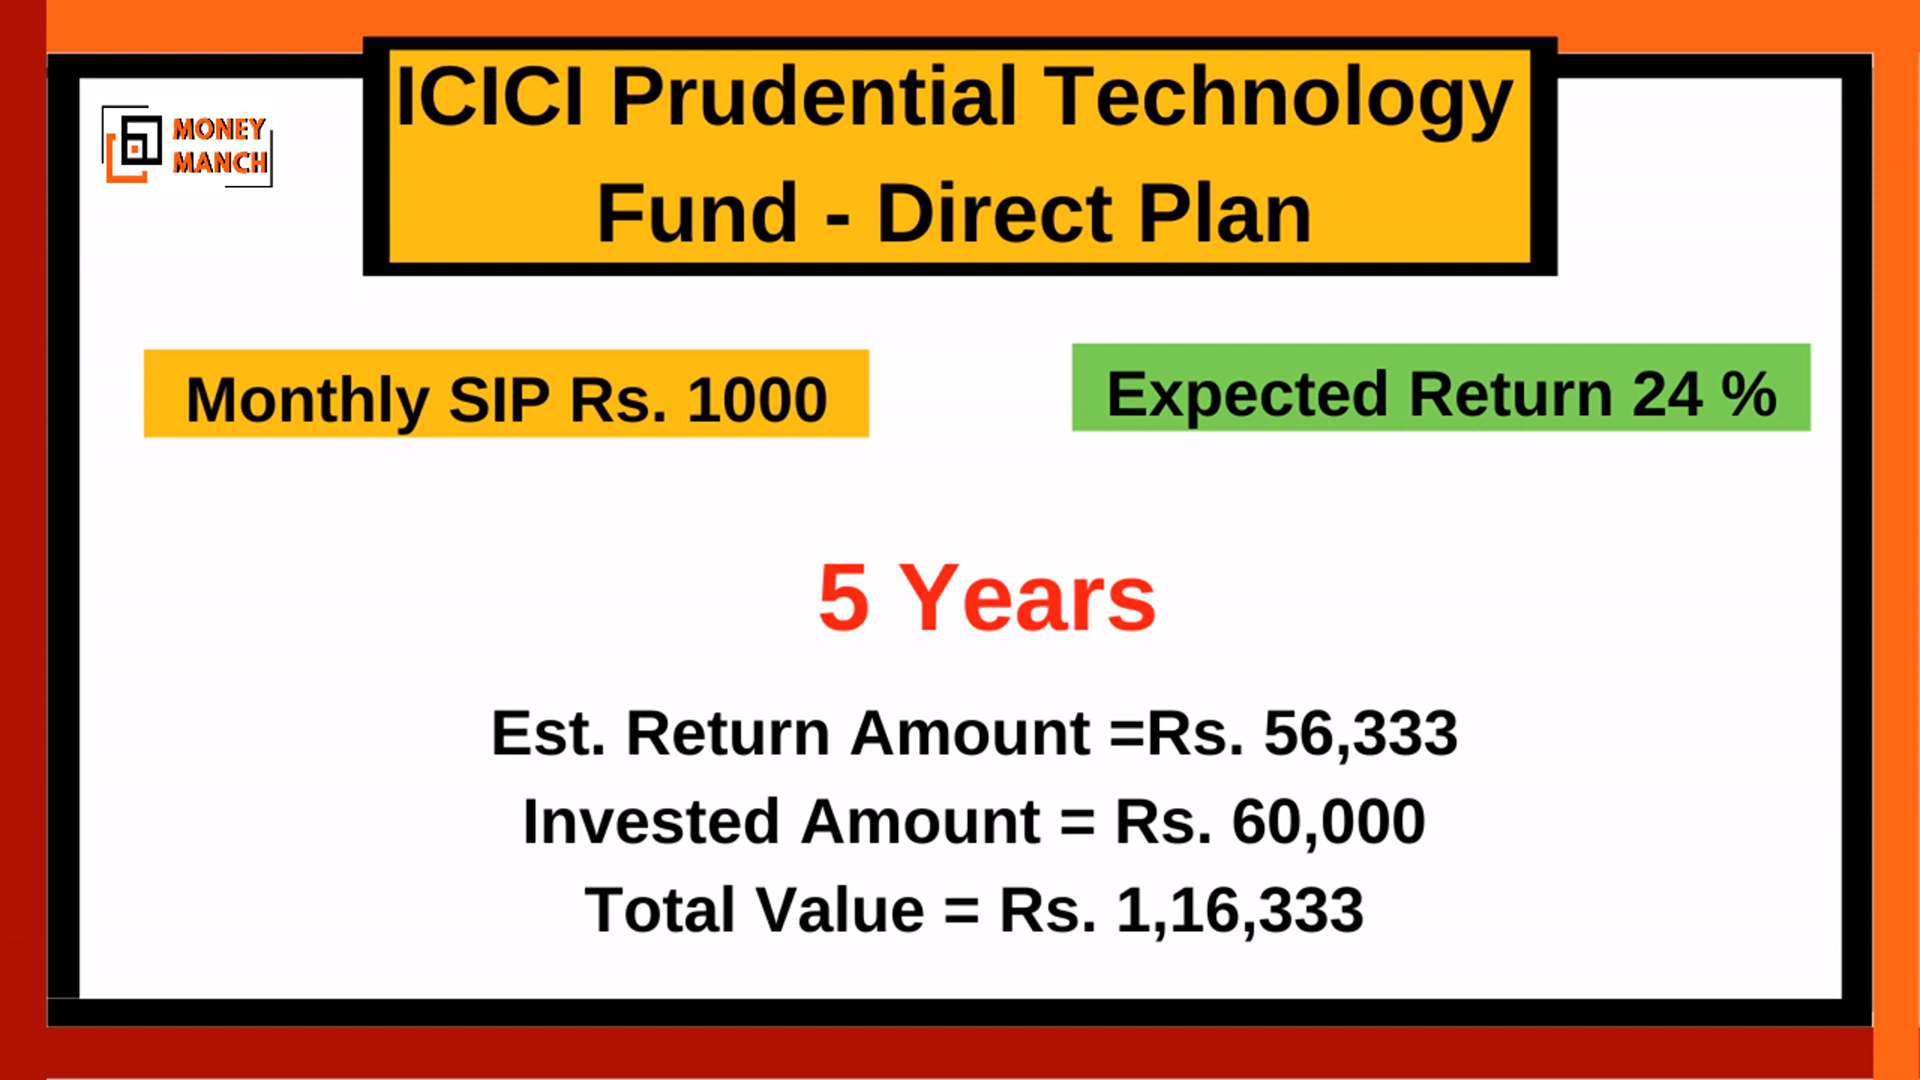 MONEY
MANCH
ICICI Prudential Technology
Fund - Direct Plan
Monthly SIP Rs. 1000
Expected Return 24 %
5 Years
Est. Return Amount =Rs. 56,333
Invested Amount = Rs. 60,000
Total Value = Rs. 1,16,333